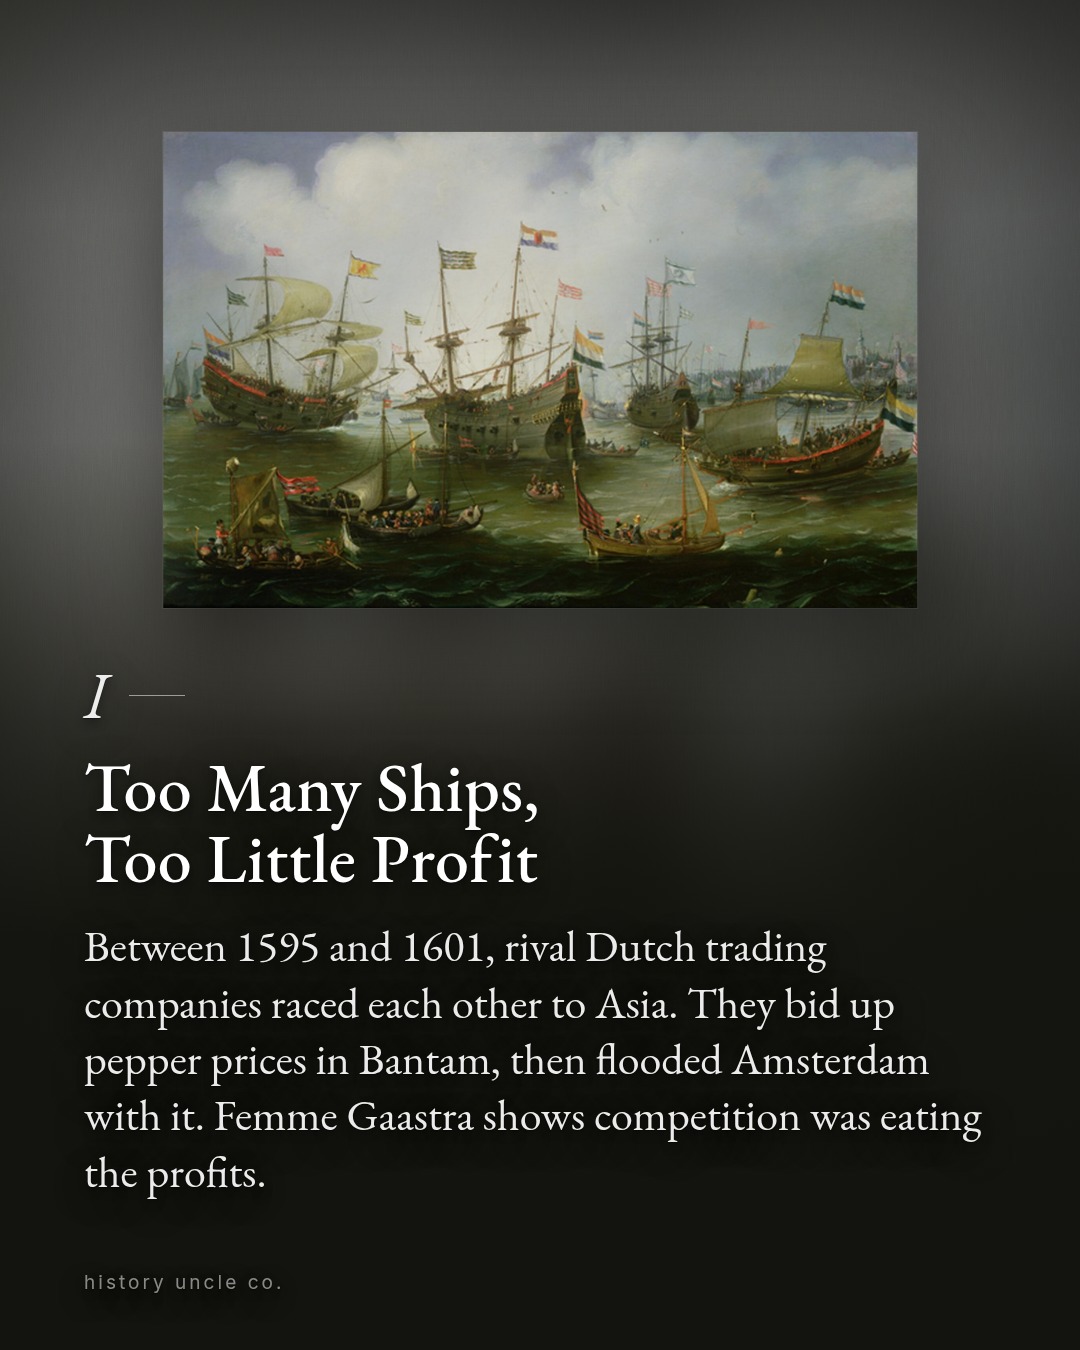 I
Too Many Ships,
Too Little Profit
Between 1595 and 1601, rival Dutch trading
companies raced each other to Asia. They bid up
pepper prices in Bantam, then flooded Amsterdam
with it. Femme Gaastra shows competition was eating
the profits.
history uncle co.